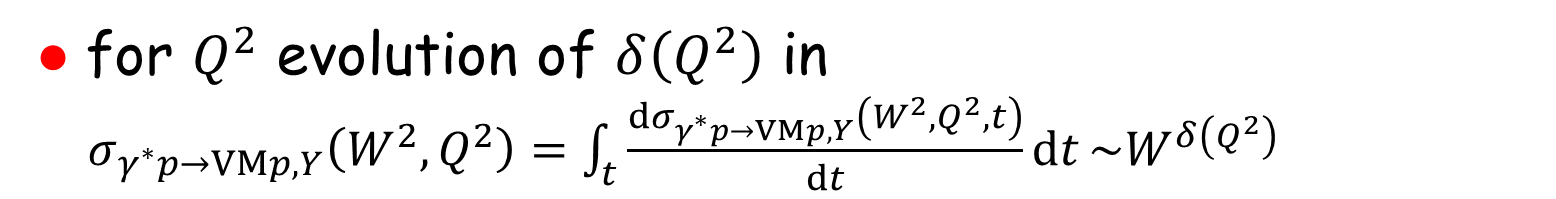 • for Q² evolution of δ(Q²) in
σ_{γ*p→VMp,Y}(W²,Q²) = ∫_t dσ_{γ*p→VMp,Y}(W²,Q²,t)/dt dt ~W^{δ(Q²)}